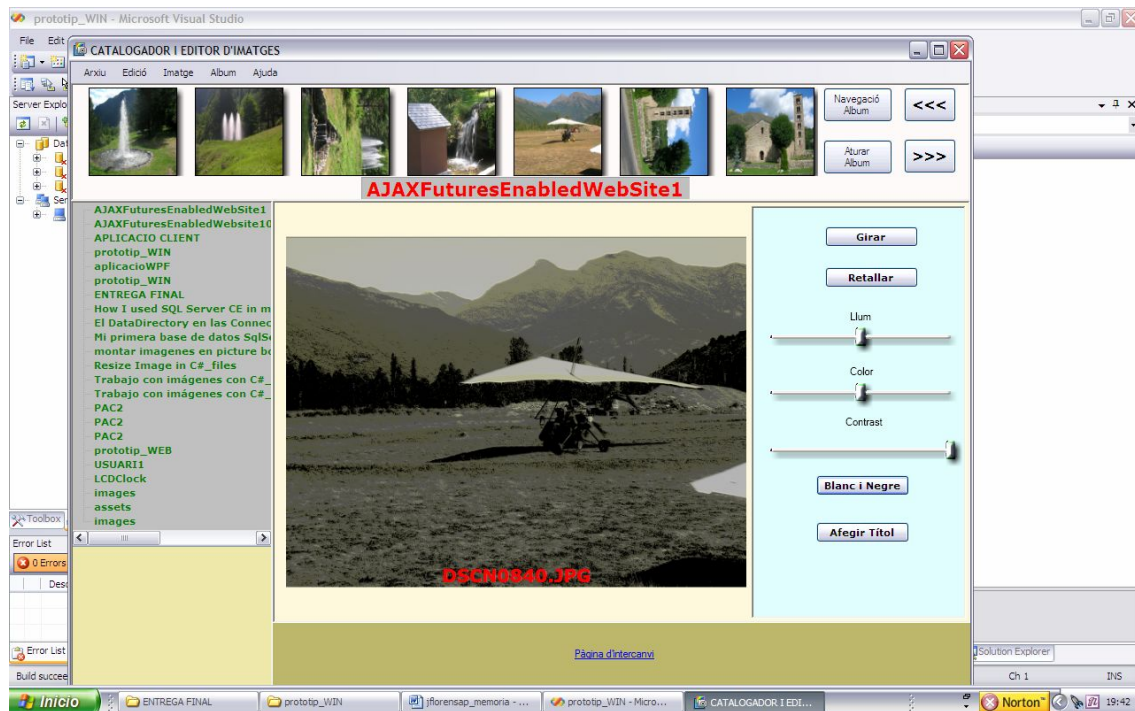 prototip_WIN - Microsoft Visual Studio
File Edit
CATALOGADOR I EDITOR D'IMATGES
Arxiu Edició Imatge Album Ajuda
Server Explo
Dat
Ser
Navegació
Album
<<<
Aturar
Album
>>>
AJAXFuturesEnabledWebSite1
AJAXFuturesEnabledWebSite1
AJAXFuturesEnabledWebsite10
APLICACIO CLIENT
prototip_WIN
aplicacioWPF
prototip_WIN
ENTREGA FINAL
How I used SQL Server CE in m
El DataDirectory en las Connec
Mi primera base de datos SqlSe
montar imagenes en picture bo
Resize Image in C#_files
Trabajo con imágenes con C#_
Trabajo con imágenes con C#_
PAC2
PAC2
PAC2
prototip_WEB
USUARI1
LCDClock
images
assets
images
DSCN0840.JPG
Girar
Retallar
Llum
Color
Contrast
Blanc i Negre
Afegir Títol
Pàgina d'intercanvi
Toolbox
Error List
0 Errors
Desc
Error List
Solution Explorer
Build succee
Ch 1 INS
Inicio
ENTREGA FINAL
prototip_WIN
jflorensap_memoria - ...
prototip_WIN - Micro...
CATALOGADOR I EDI...
Norton™
19:42